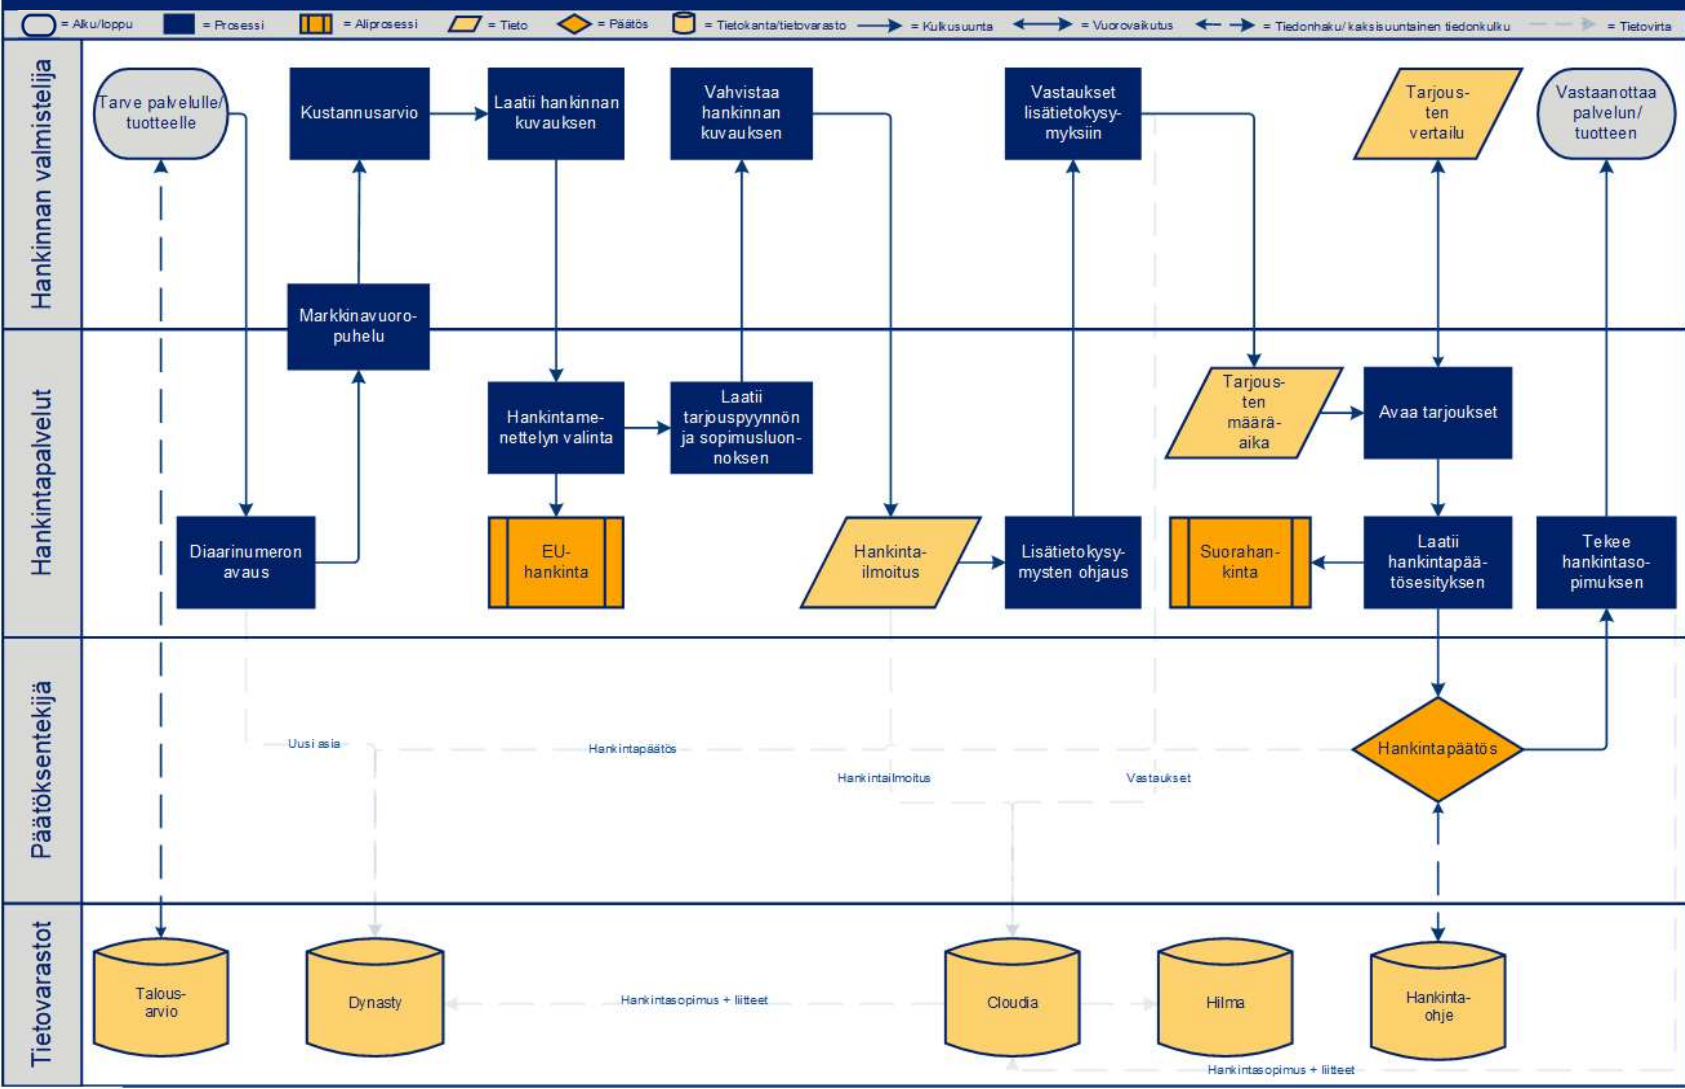 = Alku/loppu
= Prosessi
= Aliprosessi
= Tieto
= Päätös
= Tietokanta/tietovarasto
= Kulkusuunta
= Vuorovaikutus
= Tiedonhaku/kaksisuuntainen tiedonkulku
= Tietovirta
Hankinnan valmistelija
Tarve palvelulle/
tuotteelle
Kustannusarvio
Laatii hankinnan
kuvauksen
Vahvistaa
hankinnan
kuvauksen
Vastaukset
lisätietokysy-
myksiin
Tarjous-
ten
vertailu
Vastaanottaa
palvelun/
tuotteen
Markkinavuoro-
puhelu
Hankintapalvelut
Hankintame-
nettelyn valinta
Laatii
tarjouspyynnön
ja sopimusluon-
noksen
Tarjous-
ten
määrä-
aika
Avaa tarjoukset
Diaarinumeron
avaus
EU-
hankinta
Hankinta-
ilmoitus
Lisätietokysy-
mysten ohjaus
Suorahan-
kinta
Laatii
hankintapää-
tösesityksen
Tekee
hankintaso-
pimuksen
Päätöksentekijä
Uusi asia
Hankintapäätös
Hankintapäätös
Hankintailmoitus
Vastaukset
Tietovarastot
Talous-
arvio
Dynasty
Hankintasopimus + liitteet
Cloudia
Hilma
Hankinta-
ohje
Hankintasopimus + liitteet